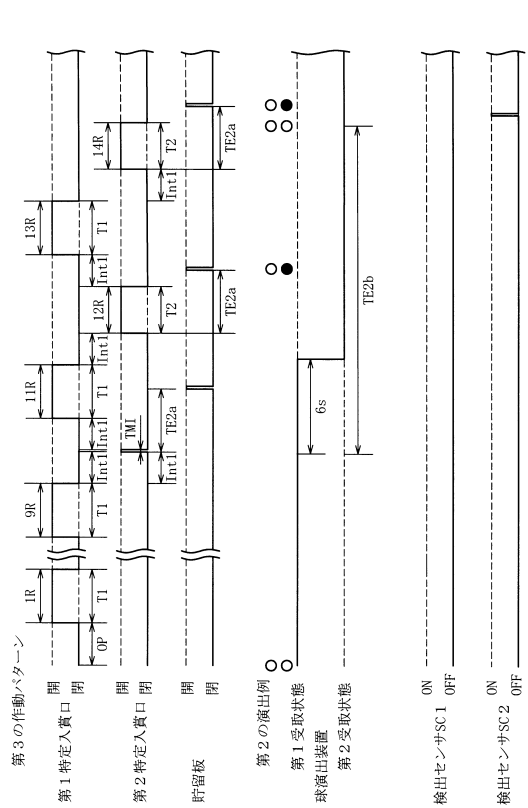 第３の作動パターン
1R
9R
11R
13R
第１特定入賞口
開
閉
OP
T1
T1
Int1
Int1
T1
Int1
Int1
T1
12R
14R
第２特定入賞口
開
閉
TMI
Int1
TE2a
T2
Int1
T2
貯留板
開
閉
TE2a
TE2a
第２の演出例
○○
○●
○○
○●
球演出装置
第１受取状態
第２受取状態
6s
TE2b
検出センサSC１
ON
OFF
検出センサSC２
ON
OFF